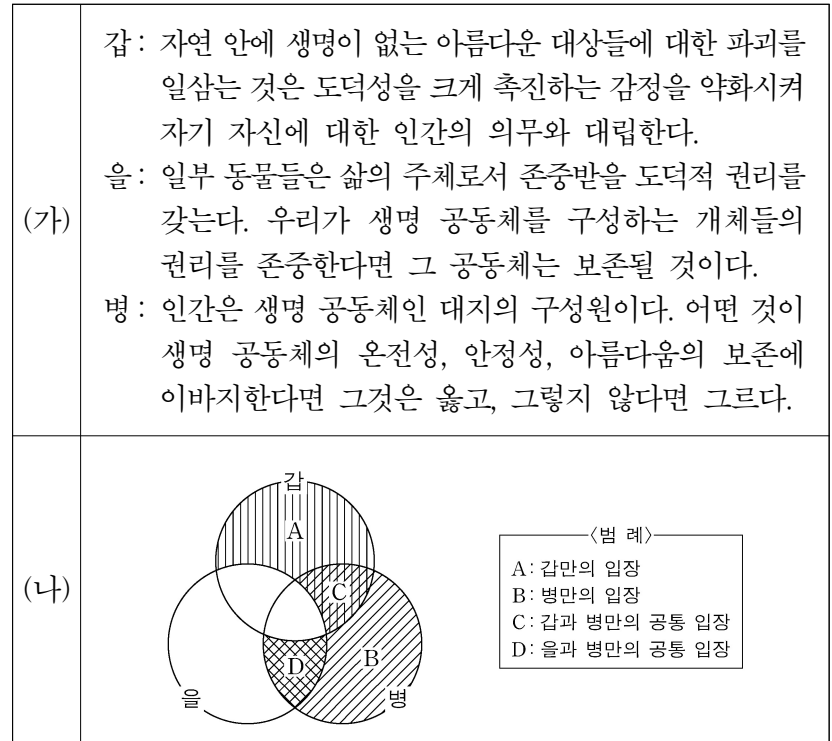 갑: 자연 안에 생명이 없는 아름다운 대상들에 대한 파괴를
일삼는 것은 도덕성을 크게 촉진하는 감정을 약화시켜
자기 자신에 대한 인간의 의무와 대립한다.
을: 일부 동물들은 삶의 주체로서 존중받을 도덕적 권리를
(가) 갖는다. 우리가 생명 공동체를 구성하는 개체들의
권리를 존중한다면 그 공동체는 보존될 것이다.
병: 인간은 생명 공동체인 대지의 구성원이다. 어떤 것이
생명 공동체의 온전성, 안정성, 아름다움의 보존에
이바지한다면 그것은 옳고, 그렇지 않다면 그르다.
(나)
갑
A
C
D
B
을
병
〈범 례〉
A: 갑만의 입장
B: 병만의 입장
C: 갑과 병만의 공통 입장
D: 을과 병만의 공통 입장